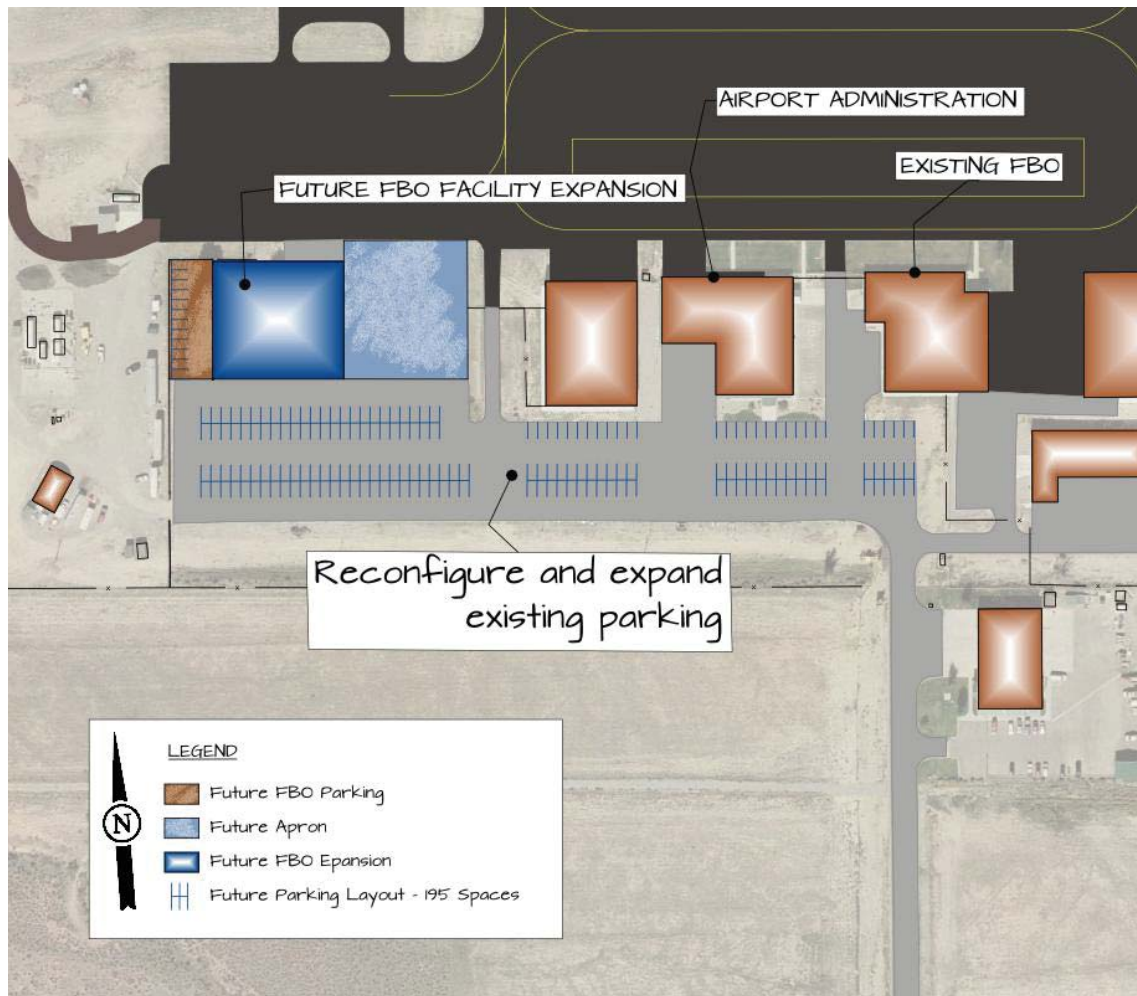 AIRPORT ADMINISTRATION
EXISTING FBO
FUTURE FBO FACILITY EXPANSION
Reconfigure and expand
existing parking
LEGEND
Future FBO Parking
Future Apron
Future FBO Epansion
Future Parking Layout - 195 Spaces
N